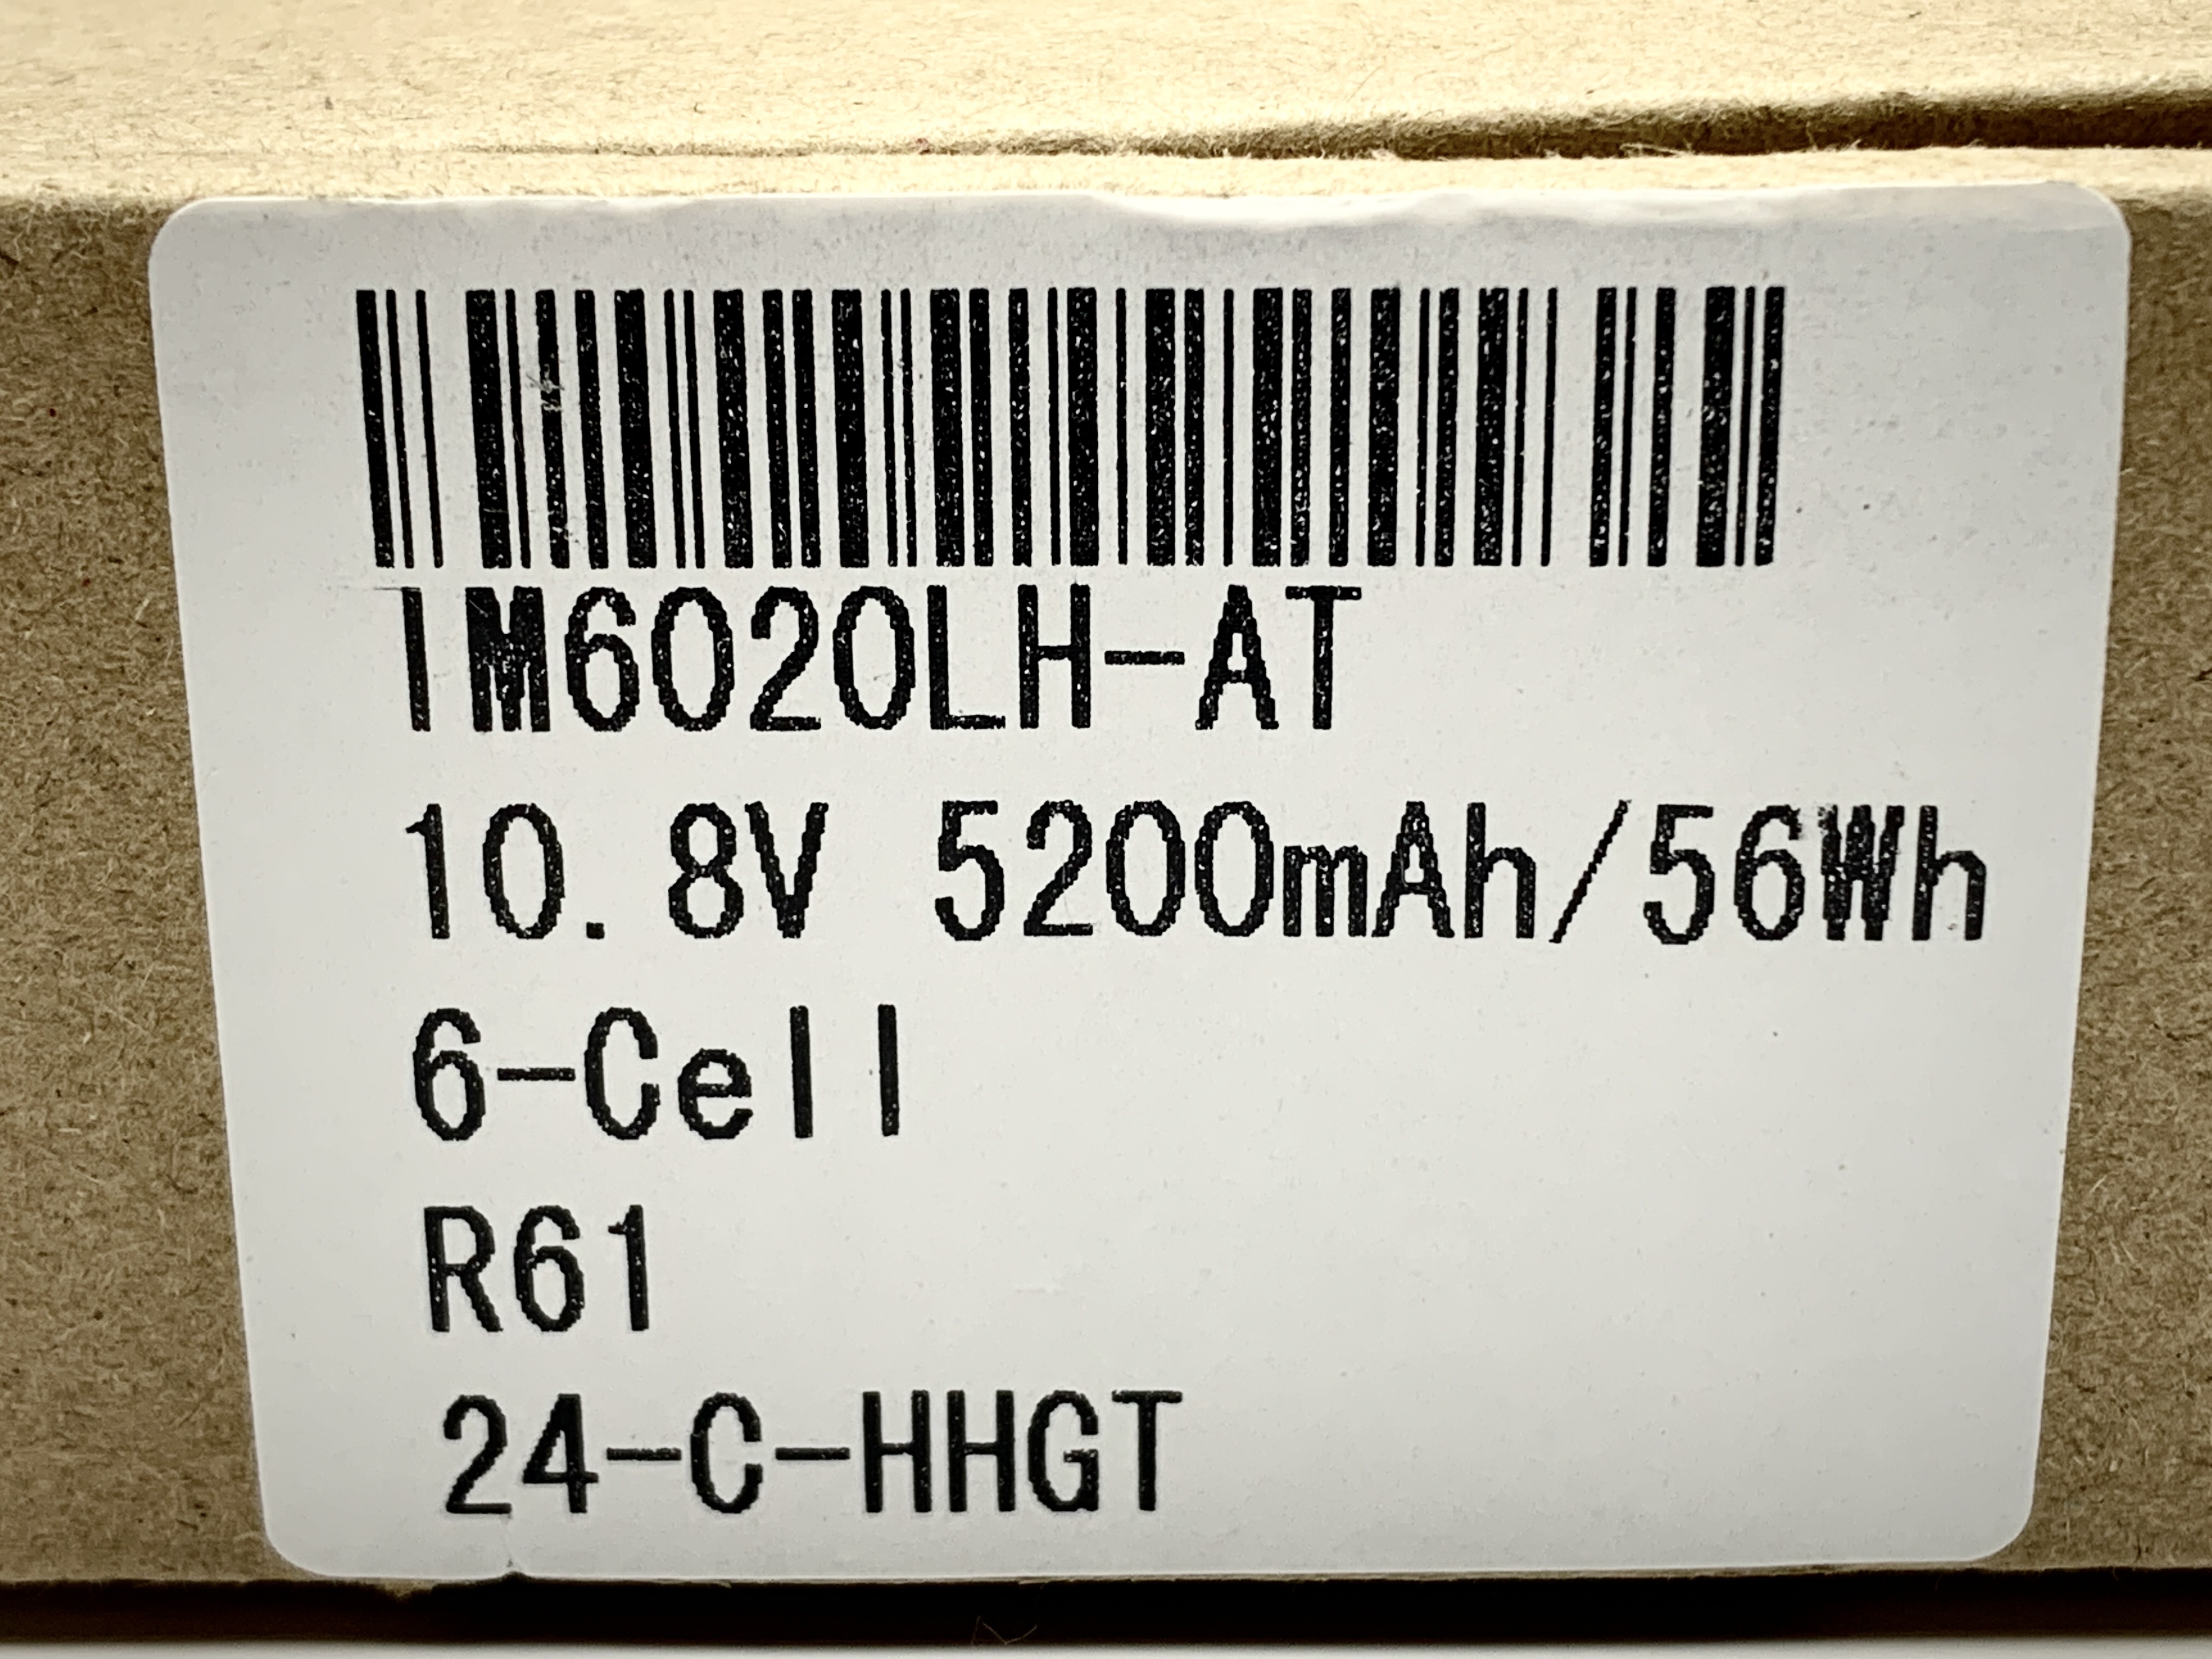 IM6020LH-AT
10.8V 5200mAh/56Wh
6-Cell
R61
24-C-HHGT